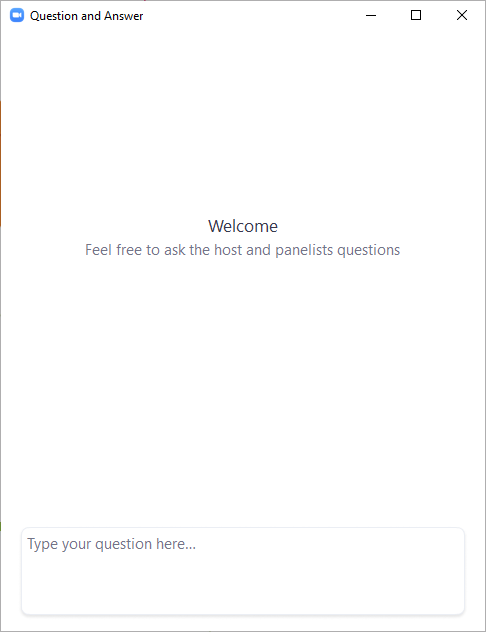 Question and Answer
Welcome
Feel free to ask the host and panelists questions
Type your question here...